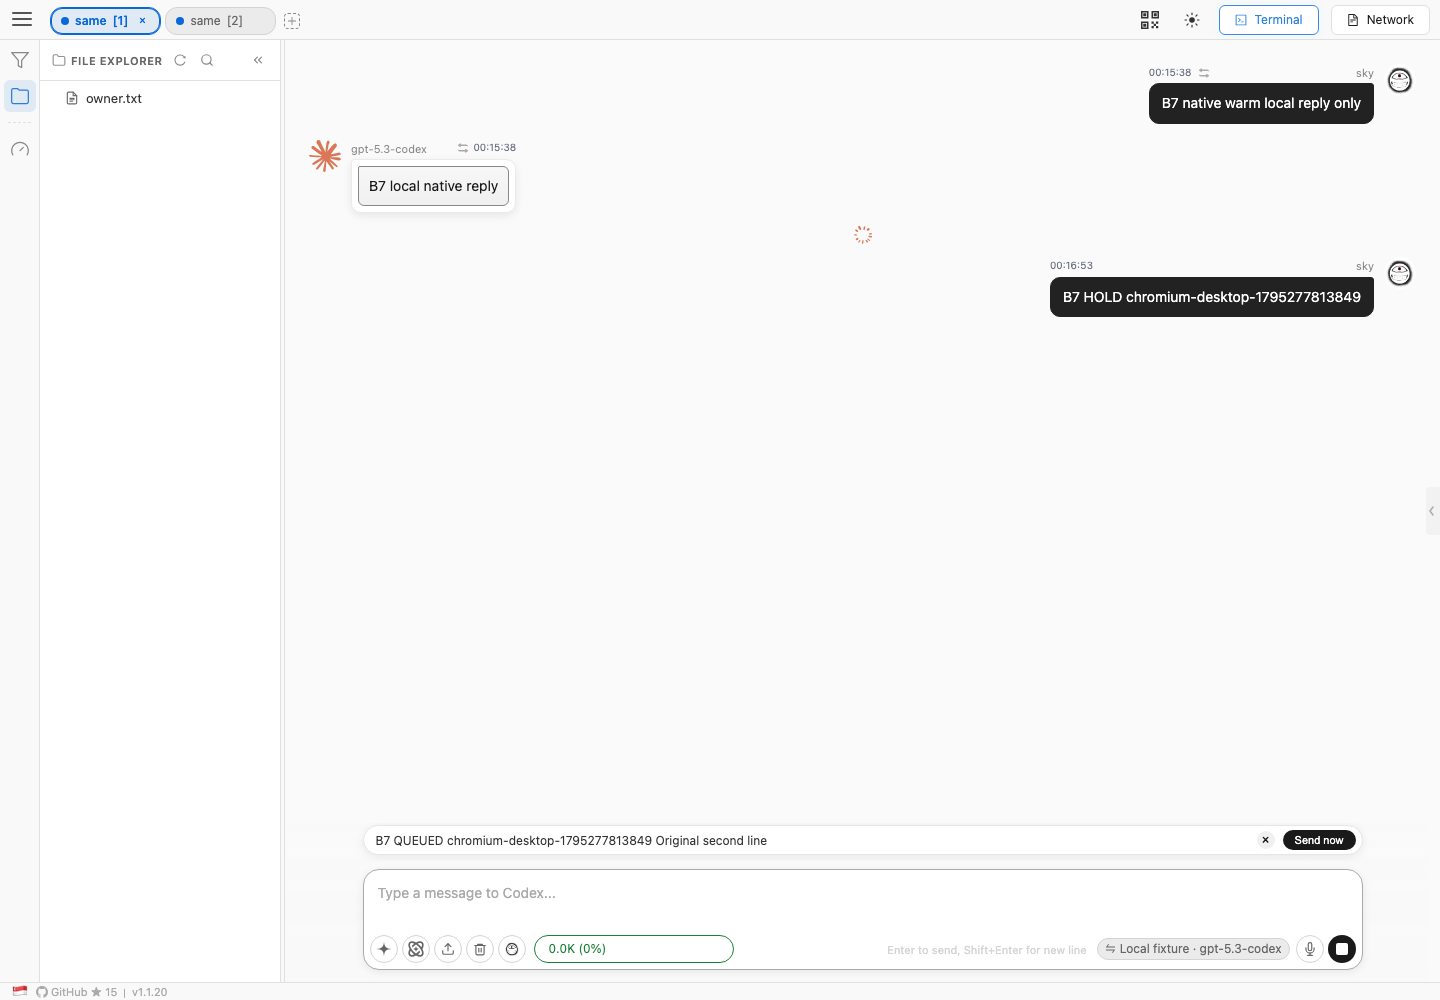 same [1] ×
same [2]
Terminal
Network
FILE EXPLORER
owner.txt
00:15:38
sky
B7 native warm local reply only
gpt-5.3-codex
00:15:38
B7 local native reply
00:16:53
sky
B7 HOLD chromium-desktop-1795277813849
B7 QUEUED chromium-desktop-1795277813849 Original second line
×
Send now
Type a message to Codex...
0.0K (0%)
Enter to send, Shift+Enter for new line
Local fixture · gpt-5.3-codex
GitHub ★ 15 | v1.1.20